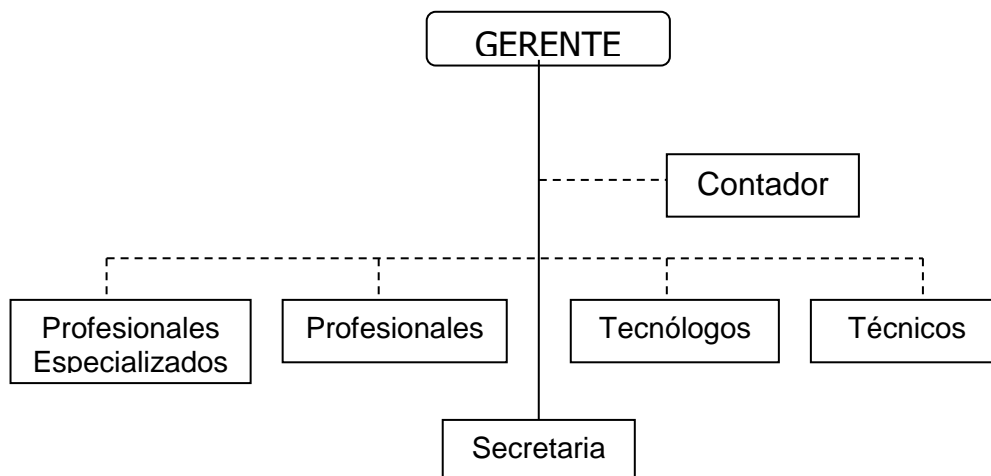 GERENTE
Contador
Profesionales
Especializados
Profesionales
Tecnólogos
Técnicos
Secretaria